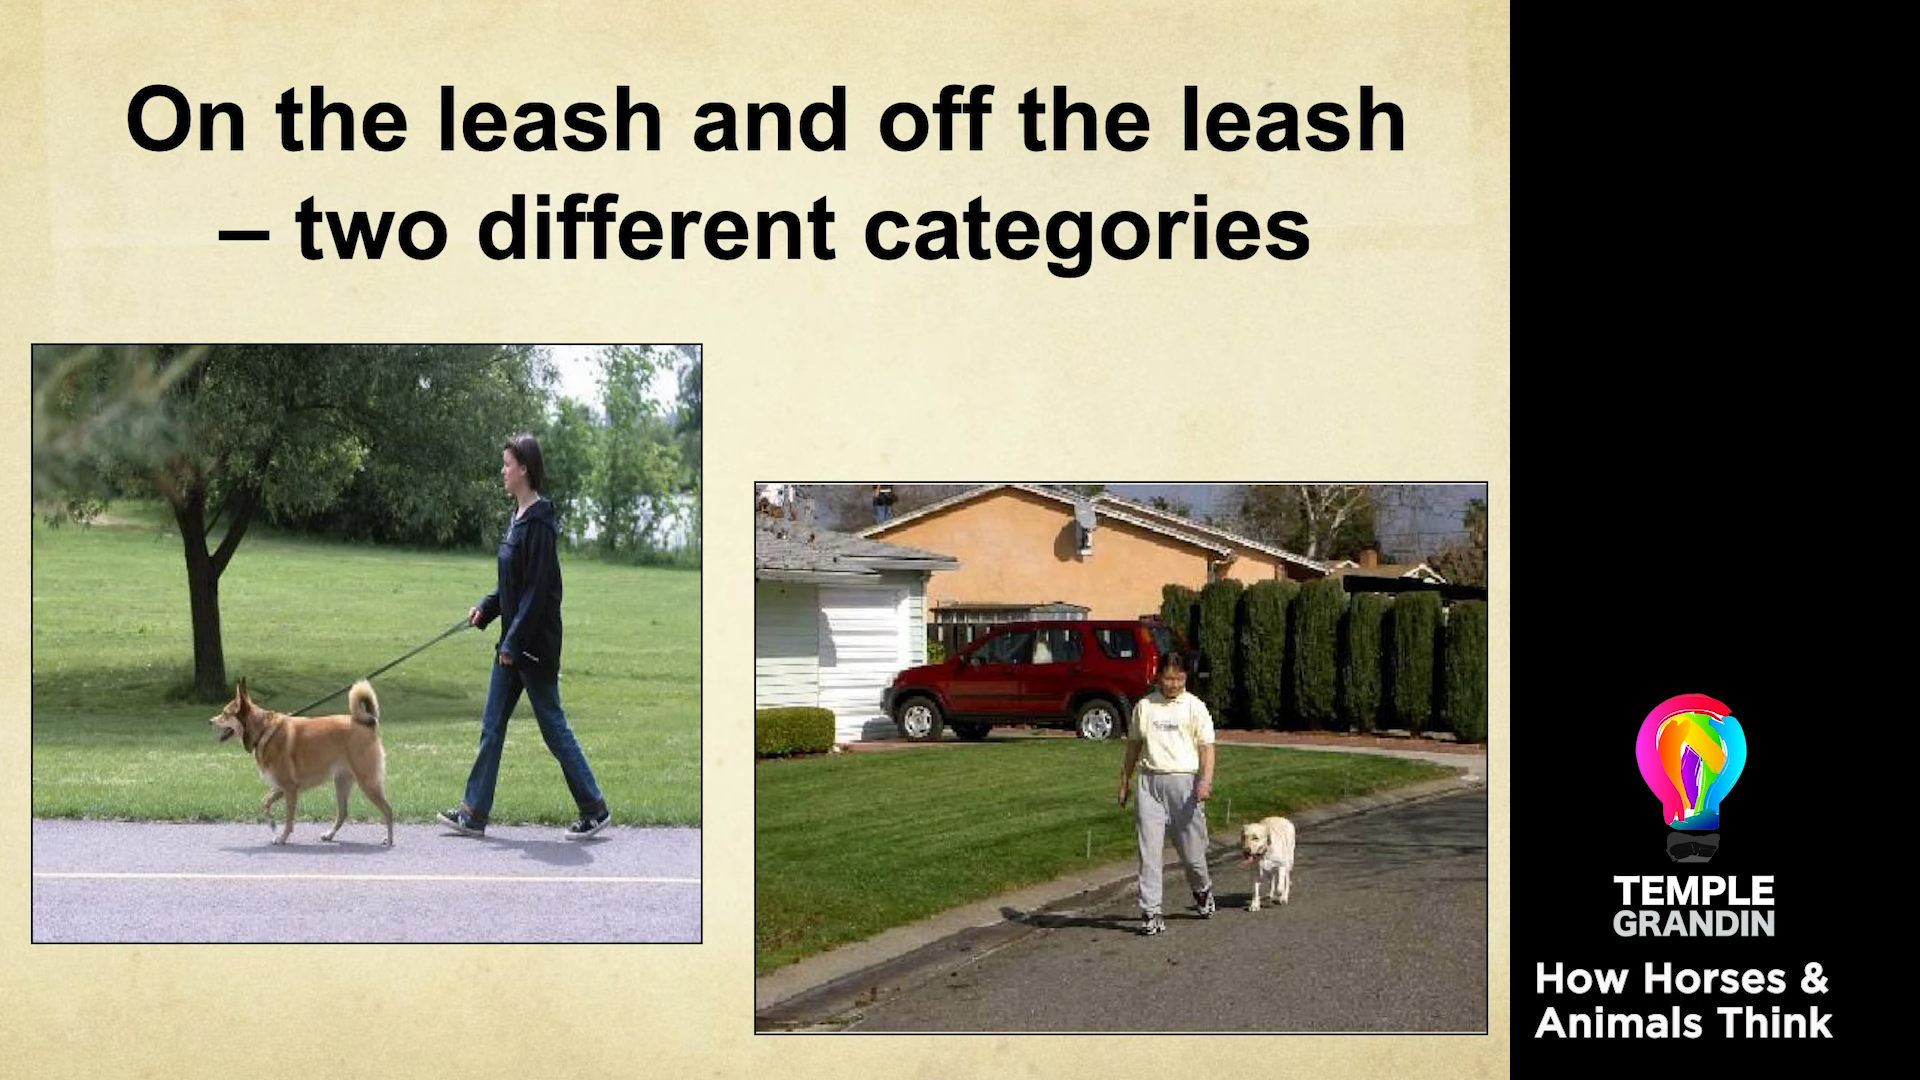 On the leash and off the leash
– two different categories
TEMPLE
GRANDIN
How Horses &
Animals Think